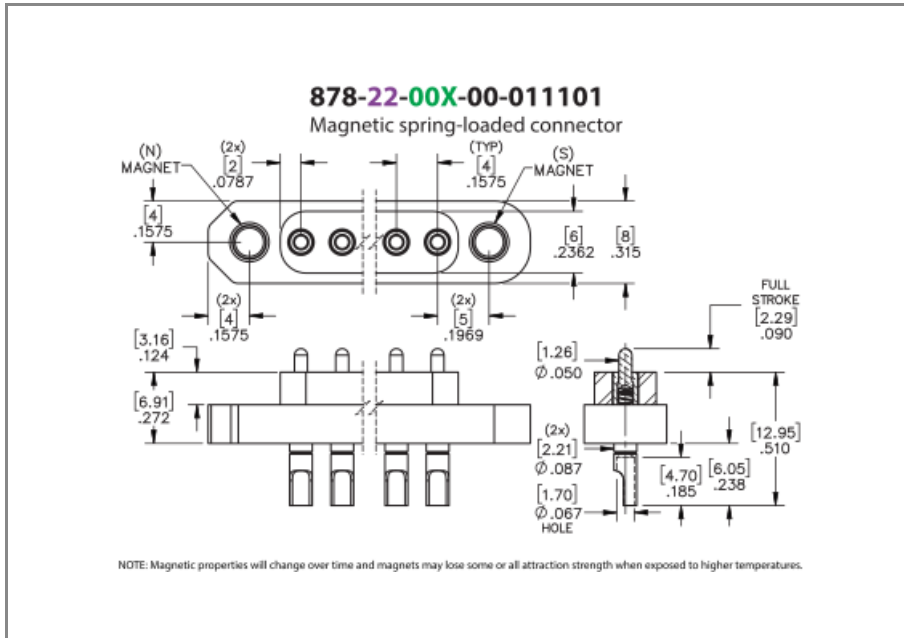 878-22-00X-00-011101
Magnetic spring-loaded connector
(N)
MAGNET
(2x)
[2]
.0787
(TYP)
[4]
.1575
(S)
MAGNET
[4]
.1575
[6]
.2362
[8]
.315
(2x)
[4]
.1575
(2x)
[5]
.1969
FULL
STROKE
[2.29]
.090
[3.16]
.124
[1.26]
Ø.050
[6.91]
.272
(2x)
[2.21]
Ø.087
[12.95]
.510
[4.70]
.185
[6.05]
.238
[1.70]
Ø.067
HOLE
NOTE: Magnetic properties will change over time and magnets may lose some or all attraction strength when exposed to higher temperatures.